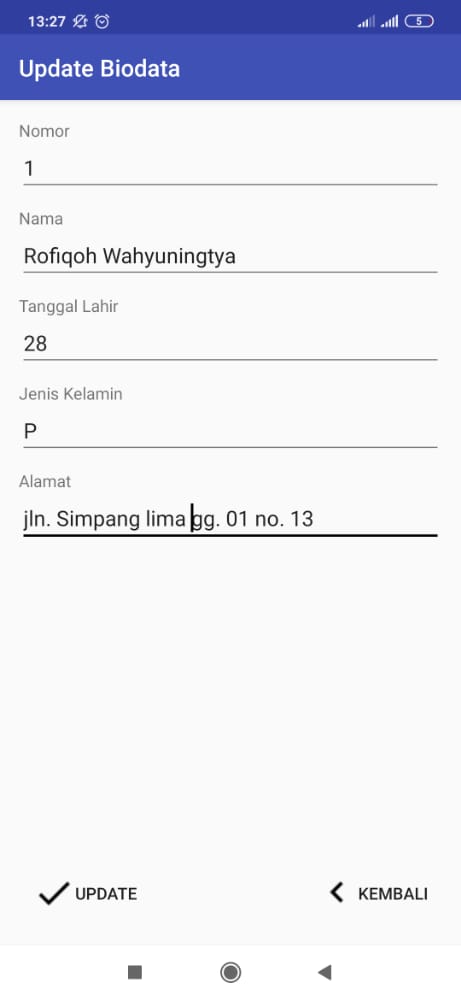 13:27
5
Update Biodata
Nomor
1
Nama
Rofiqoh Wahyuningtya
Tanggal Lahir
28
Jenis Kelamin
P
Alamat
jln. Simpang lima gg. 01 no. 13
UPDATE
KEMBALI